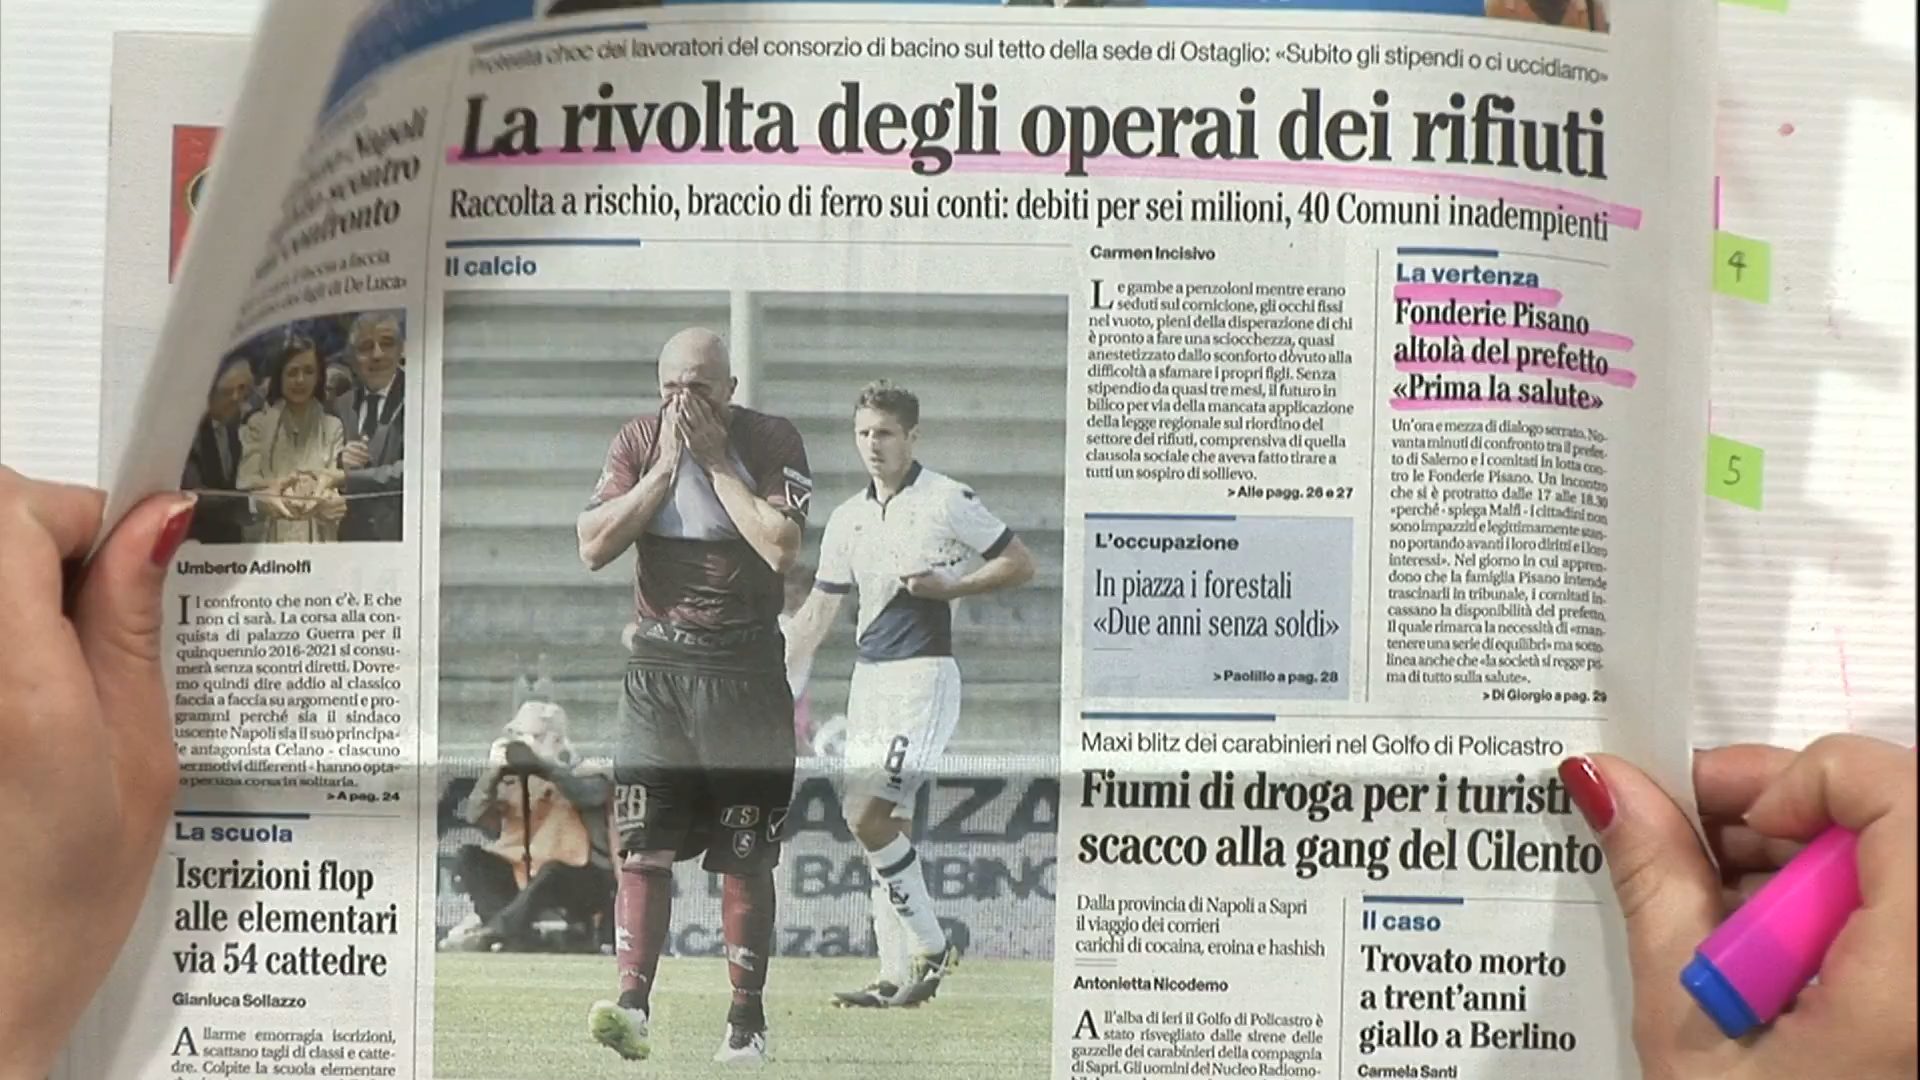 Protesta choc dei lavoratori del consorzio di bacino sul tetto della sede di Ostaglio: «Subito gli stipendi o ci uccidiamo»
La rivolta degli operai dei rifiuti
Raccolta a rischio, braccio di ferro sui conti: debiti per sei milioni, 40 Comuni inadempienti
Napoli
scontro
confronto
De Luca»
Umberto Adinolfi
Il confronto che non c'è. E che
non ci sarà. La corsa alla con-
quista di palazzo Guerra per il
quinquennio 2016-2021 si consu-
merà senza scontri diretti. Dovre-
mo quindi dire addio al classico
faccia a faccia su argomenti e pro-
grammi perché sia il sindaco
uscente Napoli sia il suo principa-
le antagonista Celano - ciascuno
per motivi differenti - hanno opta-
o per una corsa in solitaria.
> A pag. 24
La scuola
Iscrizioni flop
alle elementari
via 54 cattedre
Gianluca Sollazzo
Allarme emorragia iscrizioni,
scattano tagli di classi e catte-
dre. Colpite la scuola elementare
Il calcio
TECHFIT
28
6
ANZA
BAMBINO
Carmen Incisivo
Le gambe a penzoloni mentre erano
seduti sul cornicione, gli occhi fissi
nel vuoto, pieni della disperazione di chi
è pronto a fare una sciocchezza, quasi
anestetizzato dallo sconforto dovuto alla
difficoltà a sfamare i propri figli. Senza
stipendio da quasi tre mesi, il futuro in
bilico per via della mancata applicazione
della legge regionale sul riordino del
settore dei rifiuti, comprensiva di quella
clausola sociale che aveva fatto tirare a
tutti un sospiro di sollievo.
> Alle pagg. 26 e 27
L'occupazione
In piazza i forestali
«Due anni senza soldi»
> Paolillo a pag. 28
La vertenza
Fonderie Pisano
altolà del prefetto
«Prima la salute»
Un'ora e mezza di dialogo serrato. No-
vanta minuti di confronto tra il prefet-
to di Salerno e i comitati in lotta con-
tro le Fonderie Pisano. Un incontro
che si è protratto dalle 17 alle 18.30
«perché - spiega Malfi - i cittadini non
sono impazziti e legittimamente stan-
no portando avanti i loro diritti e i loro
interessi». Nel giorno in cui appren-
dono che la famiglia Pisano intende
trascinarli in tribunale, i comitati in-
cassano la disponibilità del prefetto.
Il quale rimarca la necessità di «man-
tenere una serie di equilibri» ma sotto-
linea anche che «la società si regge pri-
ma di tutto sulla salute».
> Di Giorgio a pag. 29
Maxi blitz dei carabinieri nel Golfo di Policastro
Fiumi di droga per i turisti
scacco alla gang del Cilento
Dalla provincia di Napoli a Sapri
il viaggio dei corrieri
carichi di cocaina, eroina e hashish
Antonietta Nicodemo
All'alba di ieri il Golfo di Policastro è
stato risvegliato dalle sirene delle
gazzelle dei carabinieri della compagnia
di Sapri. Gli uomini del Nucleo Radiomo-
Il caso
Trovato morto
a trent'anni
giallo a Berlino
Carmela Santi
4
5